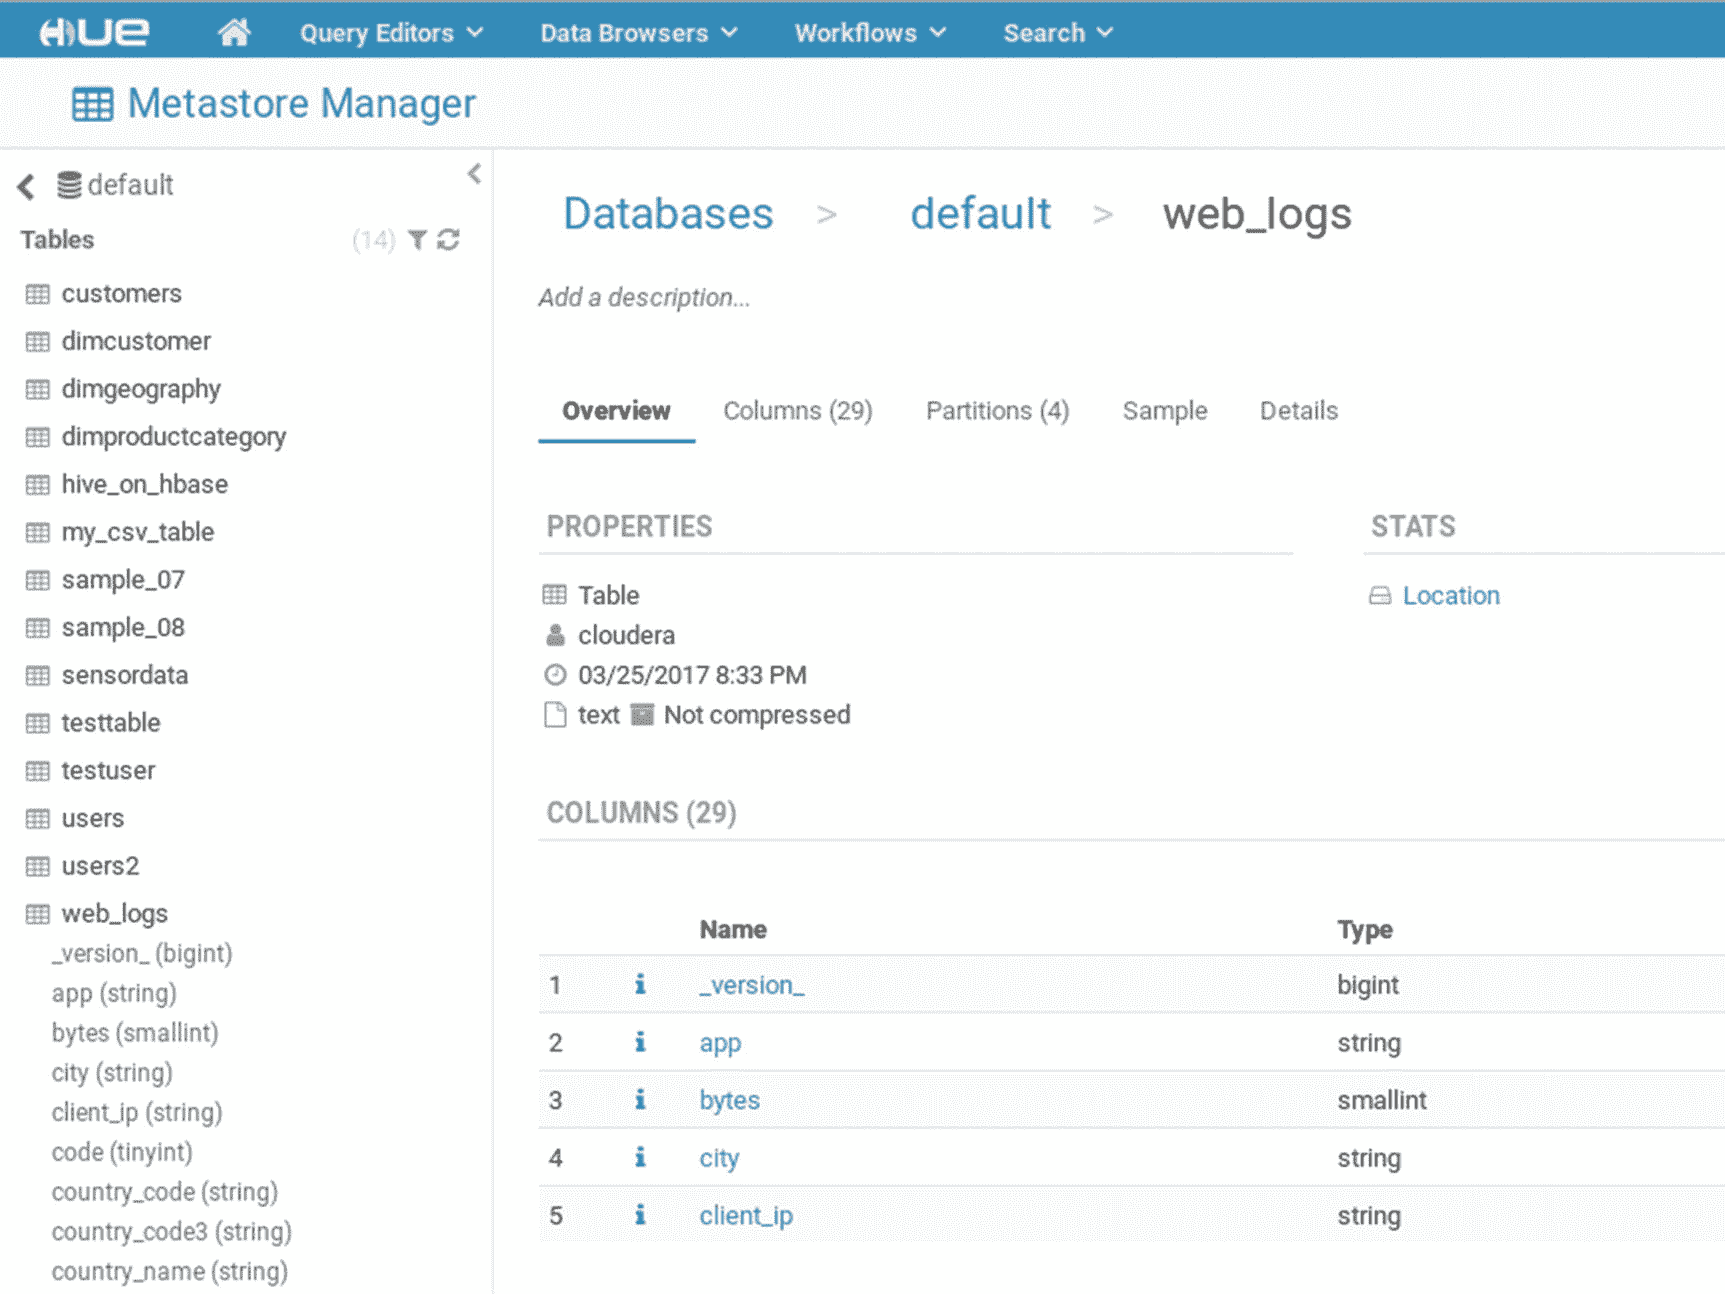 HUE Query Editors Data Browsers Workflows Search
Metastore Manager
default
Tables (14)
customers
dimcustomer
dimgeography
dimproductcategory
hive_on_hbase
my_csv_table
sample_07
sample_08
sensordata
testtable
testuser
users
users2
web_logs
_version_ (bigint)
app (string)
bytes (smallint)
city (string)
client_ip (string)
code (tinyint)
country_code (string)
country_code3 (string)
country_name (string)
Databases > default > web_logs
Add a description...
Overview Columns (29) Partitions (4) Sample Details
PROPERTIES
Table
cloudera
03/25/2017 8:33 PM
text Not compressed
STATS
Location
COLUMNS (29)
Name Type
1 i _version_ bigint
2 i app string
3 i bytes smallint
4 i city string
5 i client_ip string